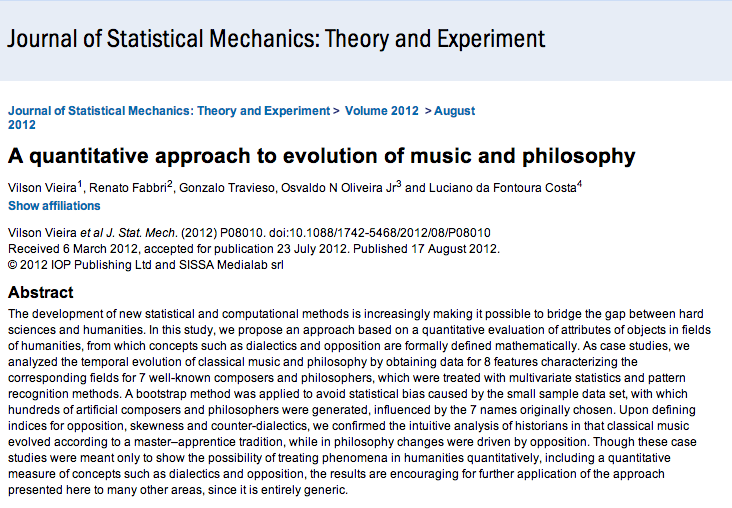 Journal of Statistical Mechanics: Theory and Experiment
Journal of Statistical Mechanics: Theory and Experiment > Volume 2012 > August
2012
A quantitative approach to evolution of music and philosophy
Vilson Vieira1, Renato Fabbri2, Gonzalo Travieso, Osvaldo N Oliveira Jr3 and Luciano da Fontoura Costa4
Show affiliations
Vilson Vieira et al J. Stat. Mech. (2012) P08010. doi:10.1088/1742-5468/2012/08/P08010
Received 6 March 2012, accepted for publication 23 July 2012. Published 17 August 2012.
© 2012 IOP Publishing Ltd and SISSA Medialab srl
Abstract
The development of new statistical and computational methods is increasingly making it possible to bridge the gap between hard
sciences and humanities. In this study, we propose an approach based on a quantitative evaluation of attributes of objects in fields
of humanities, from which concepts such as dialectics and opposition are formally defined mathematically. As case studies, we
analyzed the temporal evolution of classical music and philosophy by obtaining data for 8 features characterizing the
corresponding fields for 7 well-known composers and philosophers, which were treated with multivariate statistics and pattern
recognition methods. A bootstrap method was applied to avoid statistical bias caused by the small sample data set, with which
hundreds of artificial composers and philosophers were generated, influenced by the 7 names originally chosen. Upon defining
indices for opposition, skewness and counter-dialectics, we confirmed the intuitive analysis of historians in that classical music
evolved according to a master–apprentice tradition, while in philosophy changes were driven by opposition. Though these case
studies were meant only to show the possibility of treating phenomena in humanities quantitatively, including a quantitative
measure of concepts such as dialectics and opposition, the results are encouraging for further application of the approach
presented here to many other areas, since it is entirely generic.